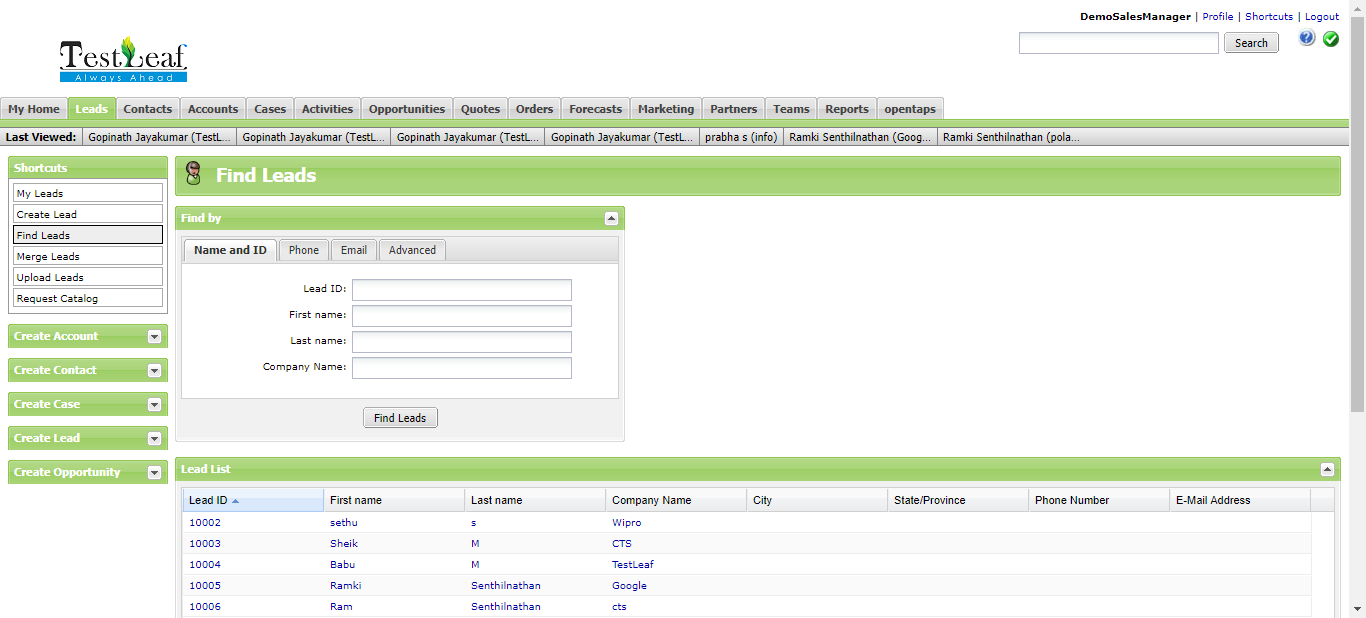 DemoSalesManager | Profile | Shortcuts | Logout
Search
TestLeaf
Always Ahead
My Home Leads Contacts Accounts Cases Activities Opportunities Quotes Orders Forecasts Marketing Partners Teams Reports opentaps
Last Viewed: Gopinath Jayakumar (TestL... Gopinath Jayakumar (TestL... Gopinath Jayakumar (TestL... Gopinath Jayakumar (TestL... prabha s (info) Ramki Senthilnathan (Goog... Ramki Senthilnathan (pola...
Shortcuts
My Leads
Create Lead
Find Leads
Merge Leads
Upload Leads
Request Catalog
Create Account
Create Contact
Create Case
Create Lead
Create Opportunity
Find Leads
Find by
Name and ID Phone Email Advanced
Lead ID:
First name:
Last name:
Company Name:
Find Leads
Lead List
Lead ID First name Last name Company Name City State/Province Phone Number E-Mail Address
10002 sethu s Wipro
10003 Sheik M CTS
10004 Babu M TestLeaf
10005 Ramki Senthilnathan Google
10006 Ram Senthilnathan cts